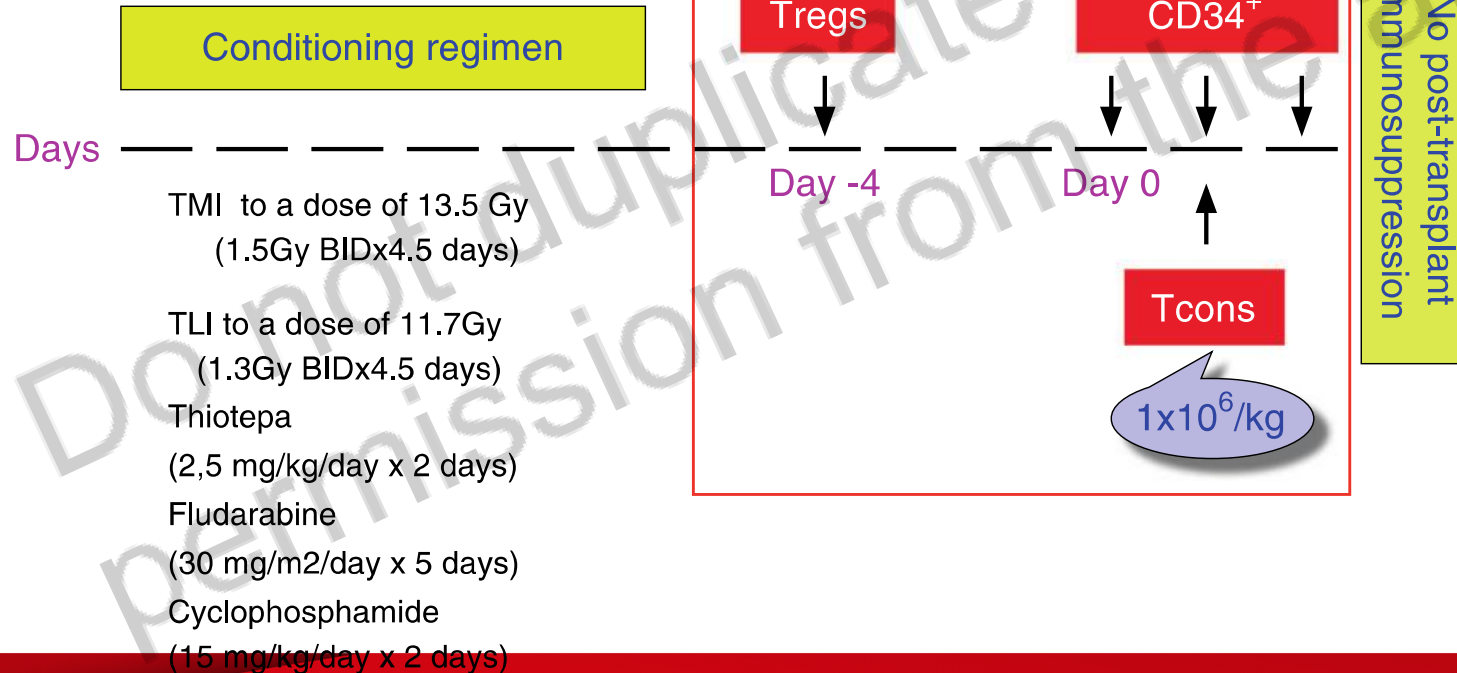 Tregs
CD34+
Conditioning regimen
No post-transplant
immunosuppression
Days
Day -4
Day 0
TMI to a dose of 13.5 Gy
(1.5Gy BIDx4.5 days)
TLI to a dose of 11.7Gy
(1.3Gy BIDx4.5 days)
Thiotepa
(2,5 mg/kg/day x 2 days)
Fludarabine
(30 mg/m2/day x 5 days)
Cyclophosphamide
(15 mg/kg/day x 2 days)
Tcons
1x10^6/kg
Do not duplicate
permission from the